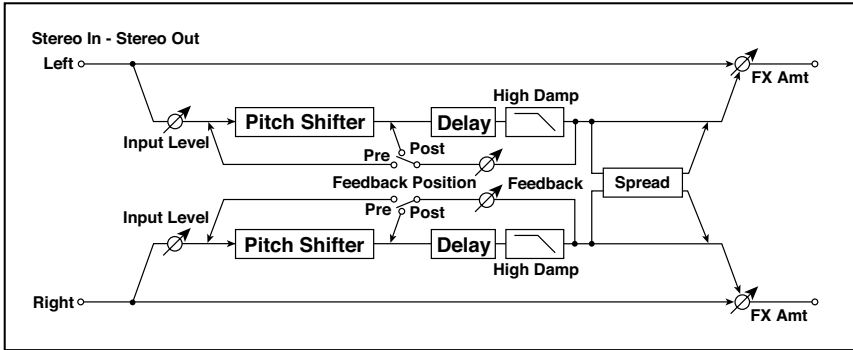 Stereo In - Stereo Out
Left
FX Amt
High Damp
Pitch Shifter
Delay
Input Level
Post
Pre
Feedback Position
Feedback
Spread
Input Level
Pre
Post
Pitch Shifter
Delay
High Damp
Right
FX Amt